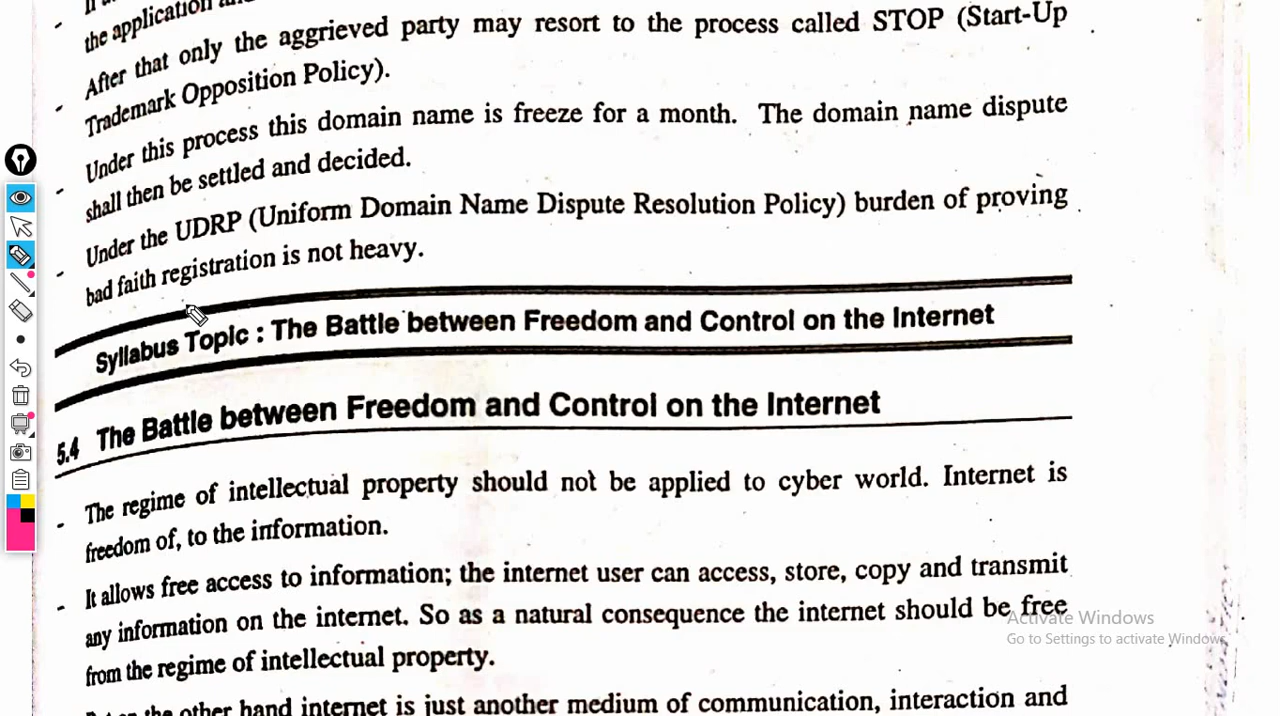 the application
After that only the aggrieved party may resort to the process called STOP (Start-Up
Trademark Opposition Policy).
Under this process this domain name is freeze for a month. The domain name dispute
shall then be settled and decided.
Under the UDRP (Uniform Domain Name Dispute Resolution Policy) burden of proving
bad faith registration is not heavy.
Syllabus Topic : The Battle between Freedom and Control on the Internet
5.4 The Battle between Freedom and Control on the Internet
- The regime of intellectual property should not be applied to cyber world. Internet is
freedom of, to the information.
- It allows free access to information; the internet user can access, store, copy and transmit
any information on the internet. So as a natural consequence the internet should be free
from the regime of intellectual property.
the other hand internet is just another medium of communication, interaction and
Activate Windows
Go to Settings to activate Windows.